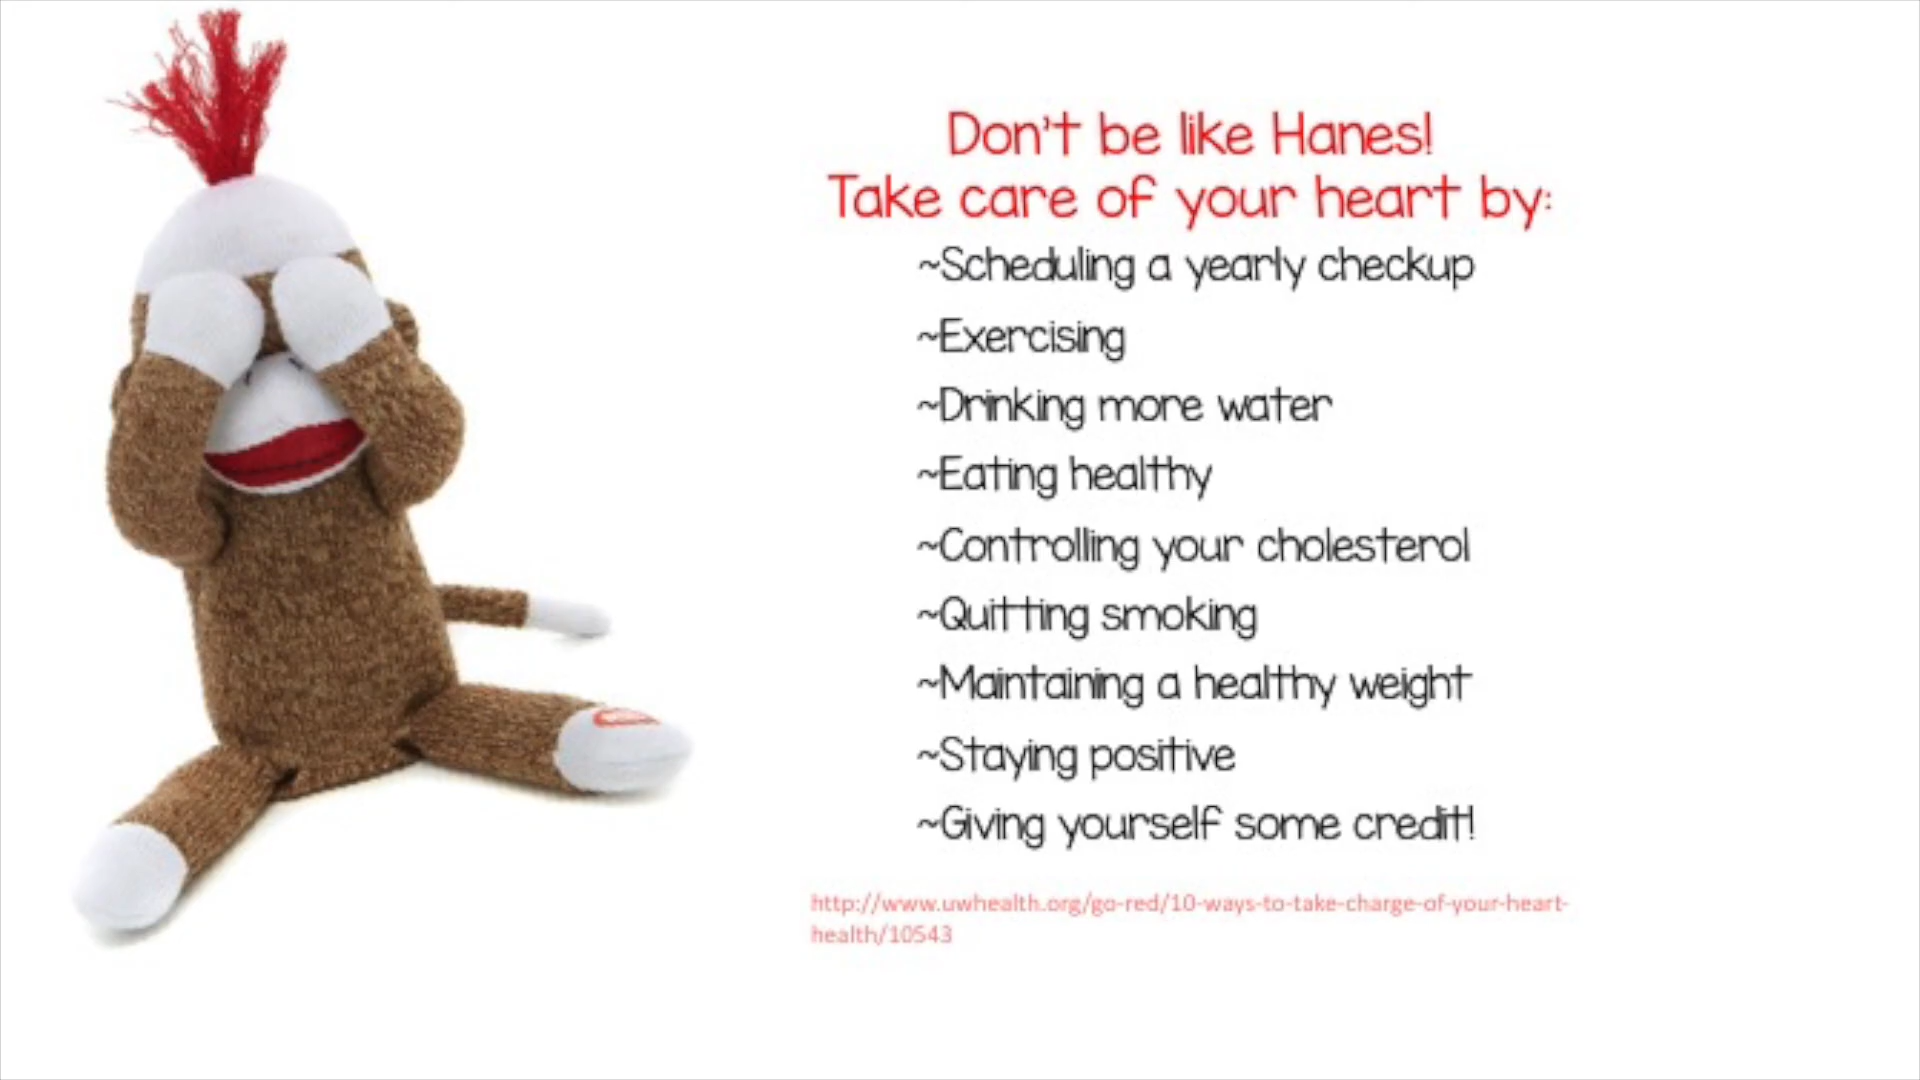 Don't be like Hanes!
Take care of your heart by:
~Scheduling a yearly checkup
~Exercising
~Drinking more water
~Eating healthy
~Controlling your cholesterol
~Quitting smoking
~Maintaining a healthy weight
~Staying positive
~Giving yourself some credit!
http://www.uwhealth.org/go-red/10-ways-to-take-charge-of-your-heart-
health/10543